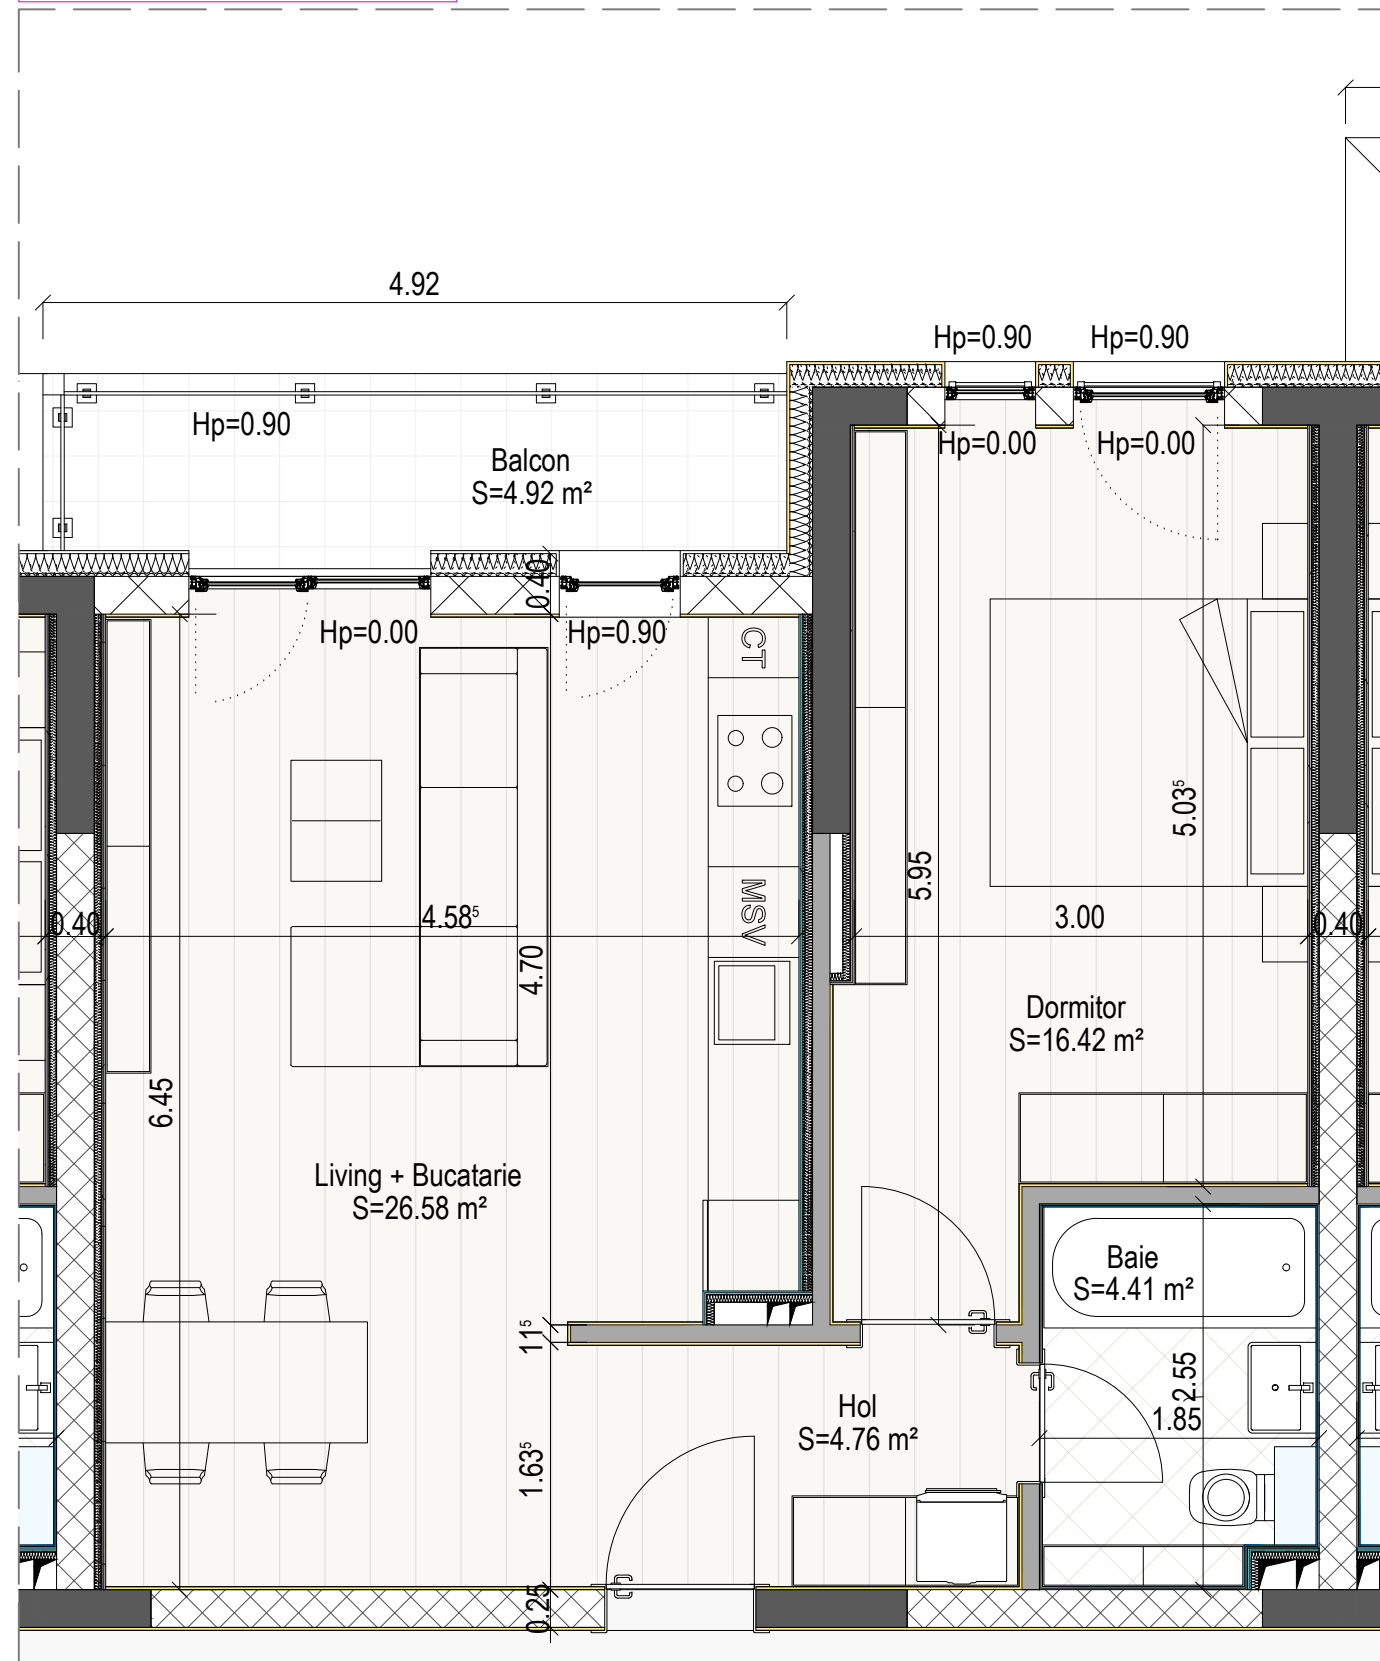 4.92
Hp=0.90
Hp=0.90
Hp=0.90
Hp=0.00
Hp=0.00
Balcon
S=4.92 m²
0.40
Hp=0.00
Hp=0.90
CT
5.03⁵
5.95
0.40
4.58⁵
MSV
3.00
0.40
4.70
Dormitor
S=16.42 m²
6.45
Living + Bucatarie
S=26.58 m²
Baie
S=4.41 m²
11⁵
2.55
1.85
Hol
S=4.76 m²
1.63⁵
0.25